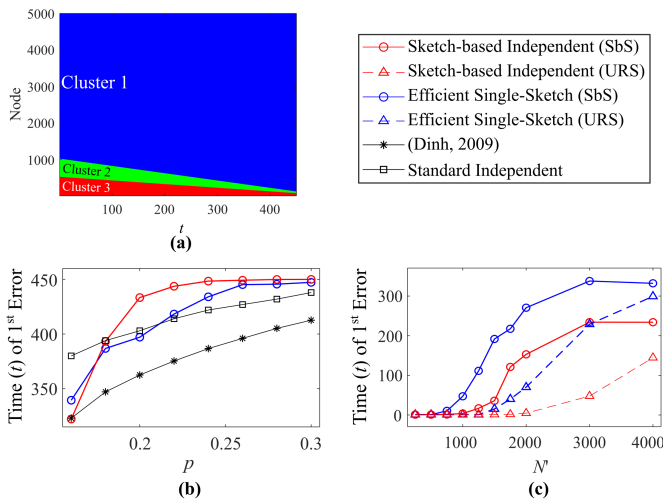 5000
4000
3000
2000
1000
Node
Cluster 1
Cluster 2
Cluster 3
100 200 300 400
t
(a)
Sketch-based Independent (SbS)
Sketch-based Independent (URS)
Efficient Single-Sketch (SbS)
Efficient Single-Sketch (URS)
(Dinh, 2009)
Standard Independent
450
400
350
Time (t) of 1st Error
0.2 0.25 0.3
p
(b)
300
200
100
0
Time (t) of 1st Error
1000 2000 3000 4000
N'
(c)